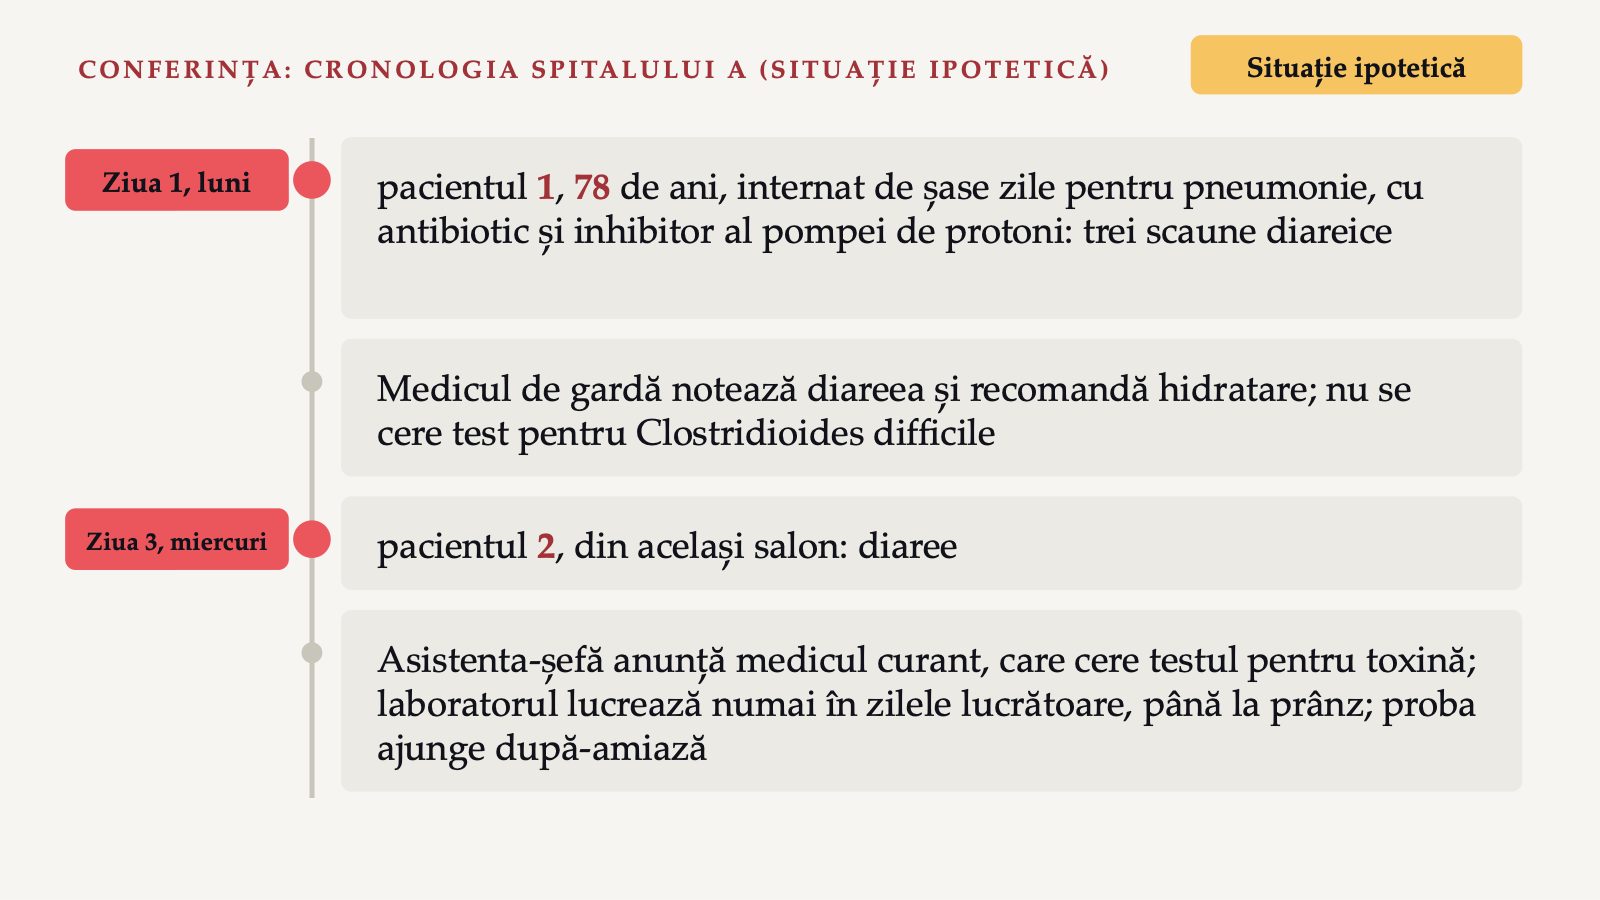 CONFERINȚA: CRONOLOGIA SPITALULUI A (SITUAȚIE IPOTETICĂ)
Situație ipotetică
Ziua 1, luni
pacientul 1, 78 de ani, internat de șase zile pentru pneumonie, cu
antibiotic și inhibitor al pompei de protoni: trei scaune diareice
Medicul de gardă notează diareea și recomandă hidratare; nu se
cere test pentru Clostridioides difficile
Ziua 3, miercuri
pacientul 2, din același salon: diaree
Asistenta-șefă anunță medicul curant, care cere testul pentru toxină;
laboratorul lucrează numai în zilele lucrătoare, până la prânz; proba
ajunge după-amiază